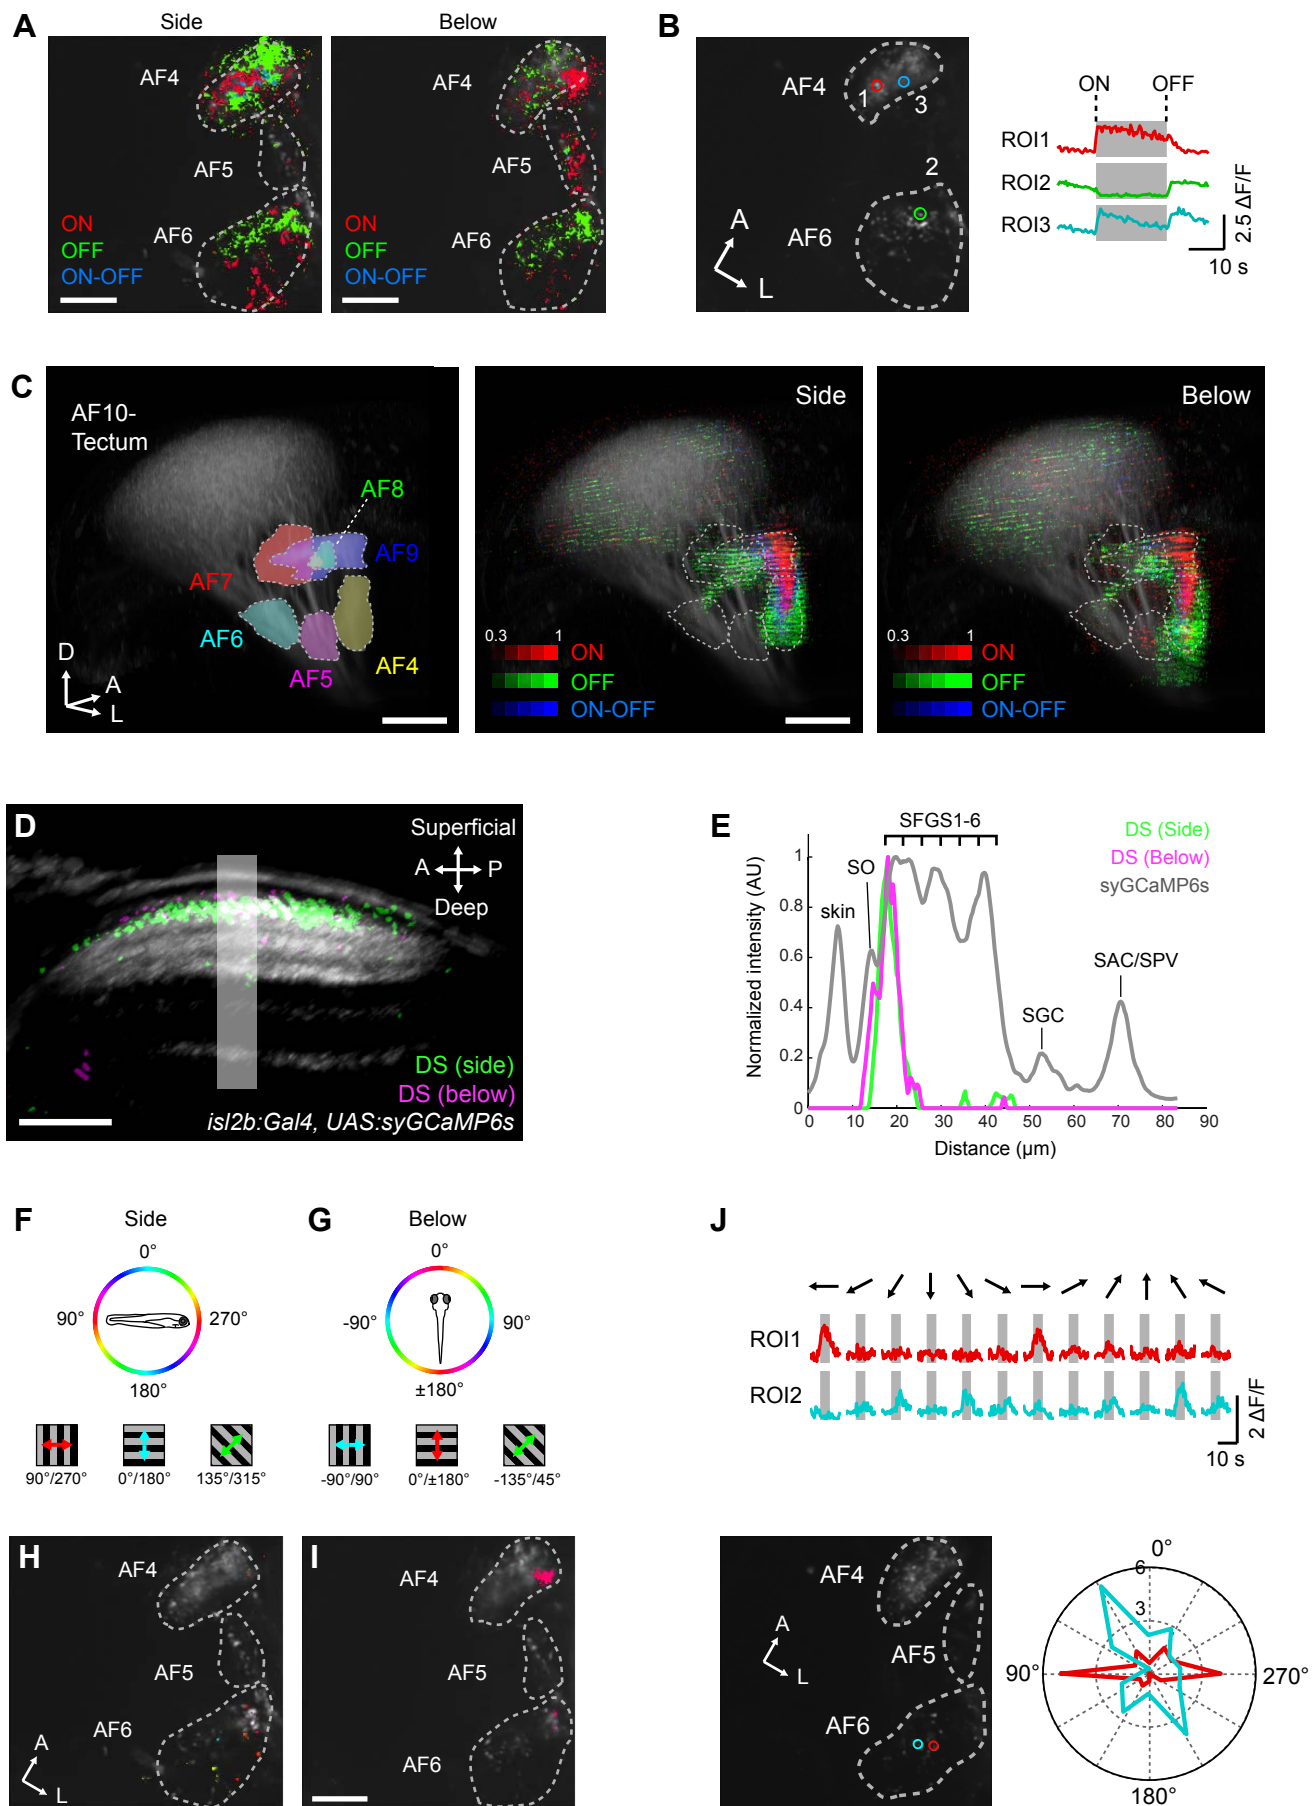 A
Side
Below
AF4
AF5
AF6
ON
OFF
ON-OFF
AF4
AF5
AF6
ON
OFF
ON-OFF
B
AF4
1
3
2
AF6
A
L
ON
OFF
ROI1
ROI2
ROI3
2.5 ΔF/F
10 s
C
AF10-
Tectum
AF8
AF9
AF7
AF6
AF5
AF4
D
A
L
Side
0.3
1
ON
OFF
ON-OFF
Below
0.3
1
ON
OFF
ON-OFF
D
Superficial
A
P
Deep
DS (side)
DS (below)
isl2b:Gal4, UAS:syGCaMP6s
E
SFGS1-6
DS (Side)
DS (Below)
syGCaMP6s
skin
SO
SGC
SAC/SPV
Normalized intensity (AU)
1
0.8
0.6
0.4
0.2
0
0 10 20 30 40 50 60 70 80 90
Distance (µm)
F
Side
0°
90°
270°
180°
90°/270°
0°/180°
135°/315°
G
Below
0°
-90°
90°
±180°
-90°/90°
0°/±180°
-135°/45°
H
AF4
AF5
AF6
A
L
I
AF4
AF5
AF6
J
ROI1
ROI2
2 ΔF/F
10 s
AF4
AF5
AF6
A
L
0°
6
3
90°
270°
180°